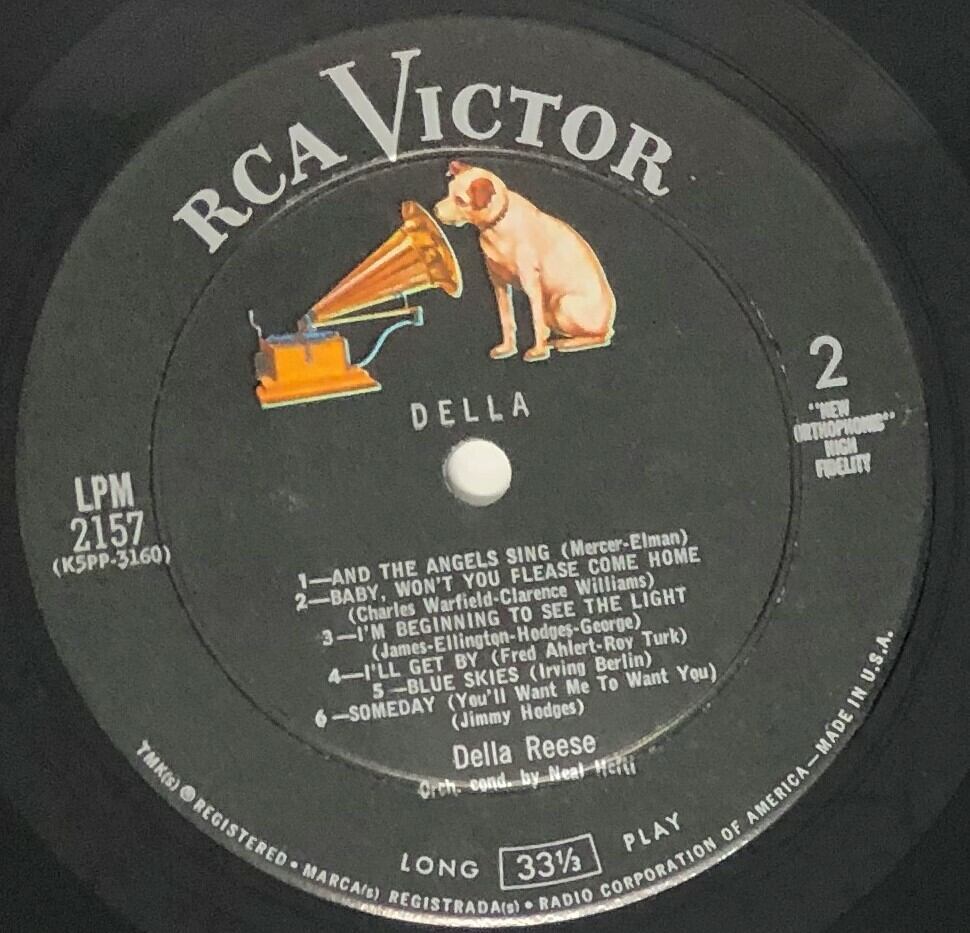 RCA VICTOR
DELLA
2
"NEW
ORTHOPHONIC"
HIGH
FIDELITY
LPM
2157
(K5PP-3160)
1—AND THE ANGELS SING (Mercer-Elman)
2—BABY, WON'T YOU PLEASE COME HOME
(Charles Warfield-Clarence Williams)
3—I'M BEGINNING TO SEE THE LIGHT
(James-Ellington-Hodges-George)
4—I'LL GET BY (Fred Ahlert-Roy Turk)
5—BLUE SKIES (Irving Berlin)
6—SOMEDAY (You'll Want Me To Want You)
(Jimmy Hodges)
Della Reese
Orch. cond. by Neal Hefti
LONG 33⅓ PLAY
TMK(s) ® REGISTERED • MARCA(s) REGISTRADA(s) • RADIO CORPORATION OF AMERICA—MADE IN U.S.A.